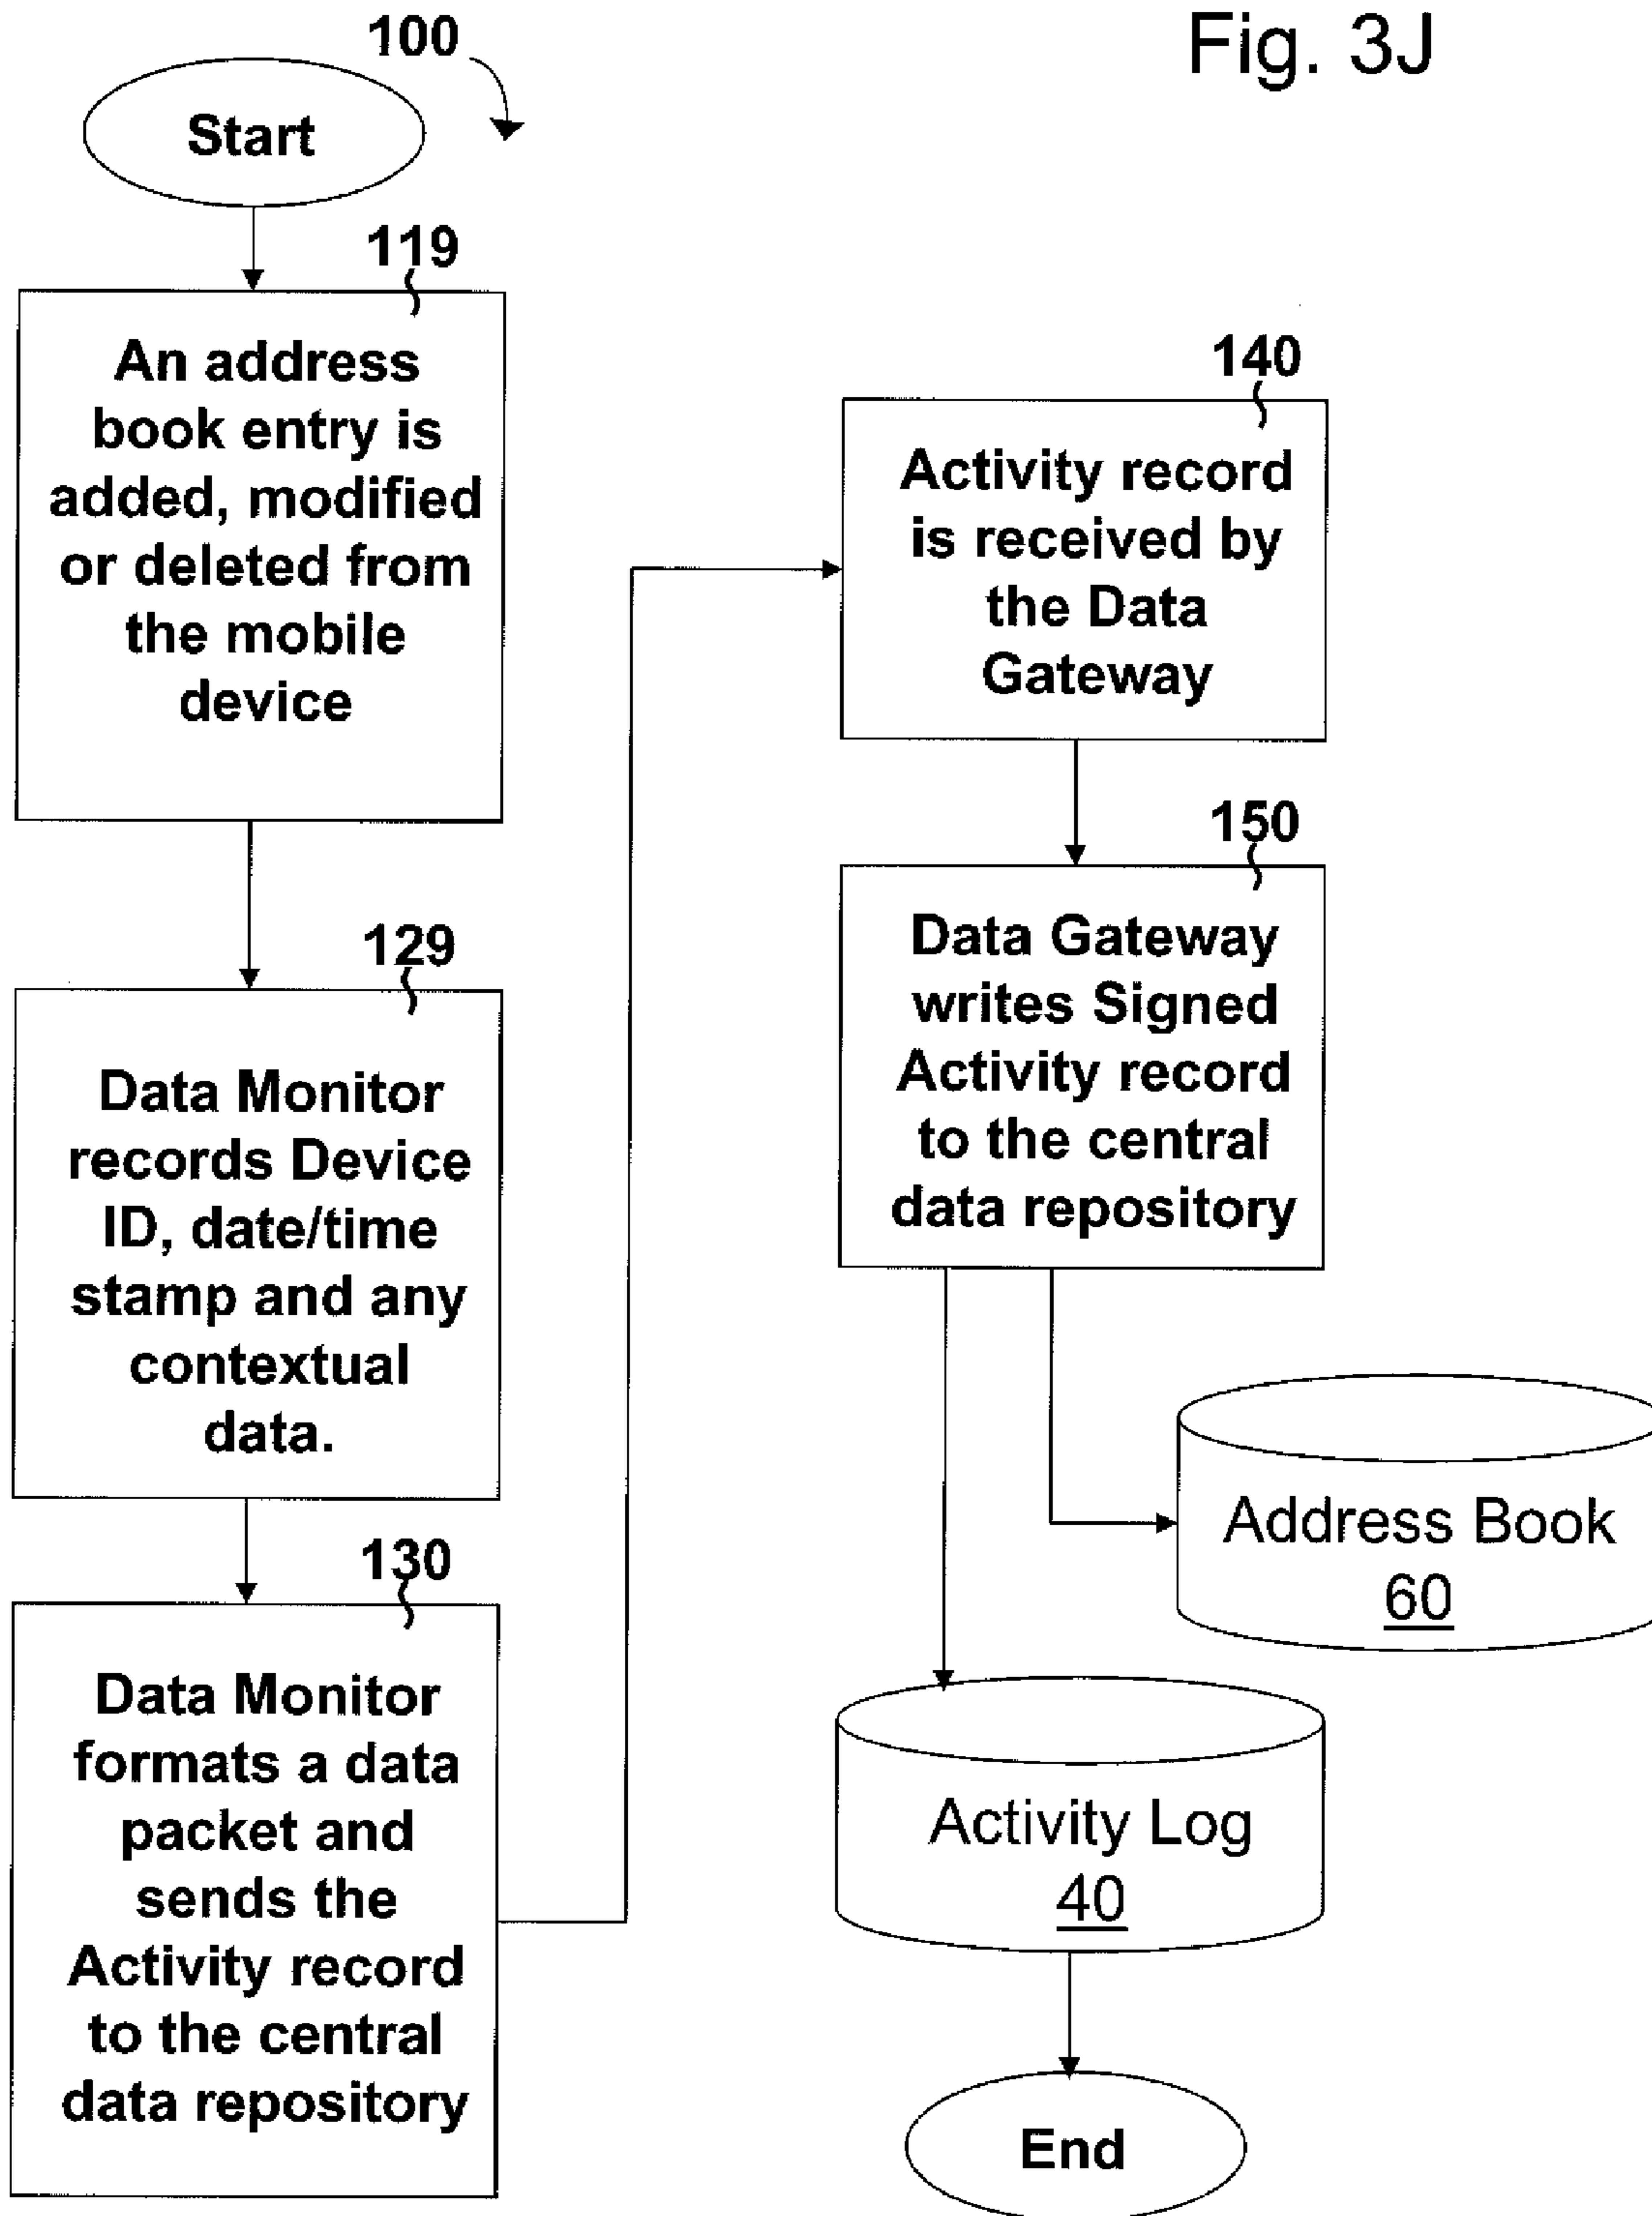 Fig. 3J
100
Start
119
An address
book entry is
added, modified
or deleted from
the mobile
device
129
Data Monitor
records Device
ID, date/time
stamp and any
contextual
data.
130
Data Monitor
formats a data
packet and
sends the
Activity record
to the central
data repository
140
Activity record
is received by
the Data
Gateway
150
Data Gateway
writes Signed
Activity record
to the central
data repository
Address Book
60
Activity Log
40
End